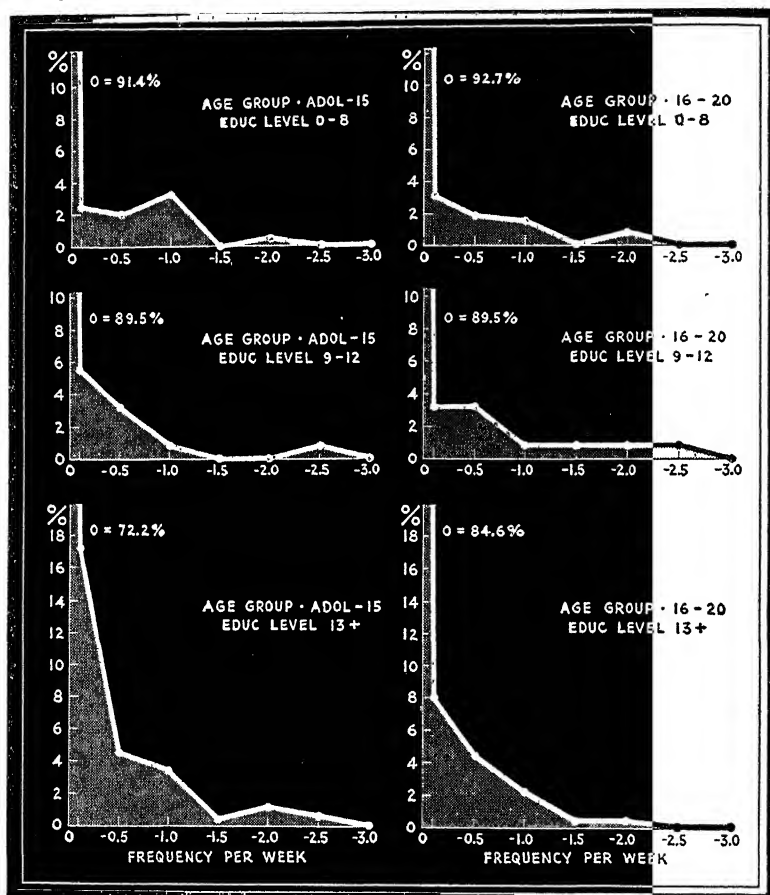 %
10
8
6
4
2
0
O = 91.4%
AGE GROUP · ADOL-15
EDUC LEVEL 0-8
0 -0.5 -1.0 -1.5 -2.0 -2.5 -3.0
%
10
8
6
4
2
0
O = 92.7%
AGE GROUP · 16-20
EDUC LEVEL 0-8
0 -0.5 -1.0 -1.5 -2.0 -2.5 -3.0
10
8
6
4
2
0
O = 89.5%
AGE GROUP · ADOL-15
EDUC LEVEL 9-12
0 -0.5 -1.0 -1.5 -2.0 -2.5 -3.0
10
8
6
4
2
0
O = 89.5%
AGE GROUP · 16-20
EDUC LEVEL 9-12
0 -0.5 -1.0 -1.5 -2.0 -2.5 -3.0
%
18
16
14
12
10
8
6
4
2
0
O = 72.2%
AGE GROUP · ADOL-15
EDUC LEVEL 13+
0 -0.5 -1.0 -1.5 -2.0 -2.5 -3.0
FREQUENCY PER WEEK
%
18
16
14
12
10
8
6
4
2
0
O = 84.6%
AGE GROUP · 16-20
EDUC LEVEL 13+
0 -0.5 -1.0 -1.5 -2.0 -2.5 -3.0
FREQUENCY PER WEEK